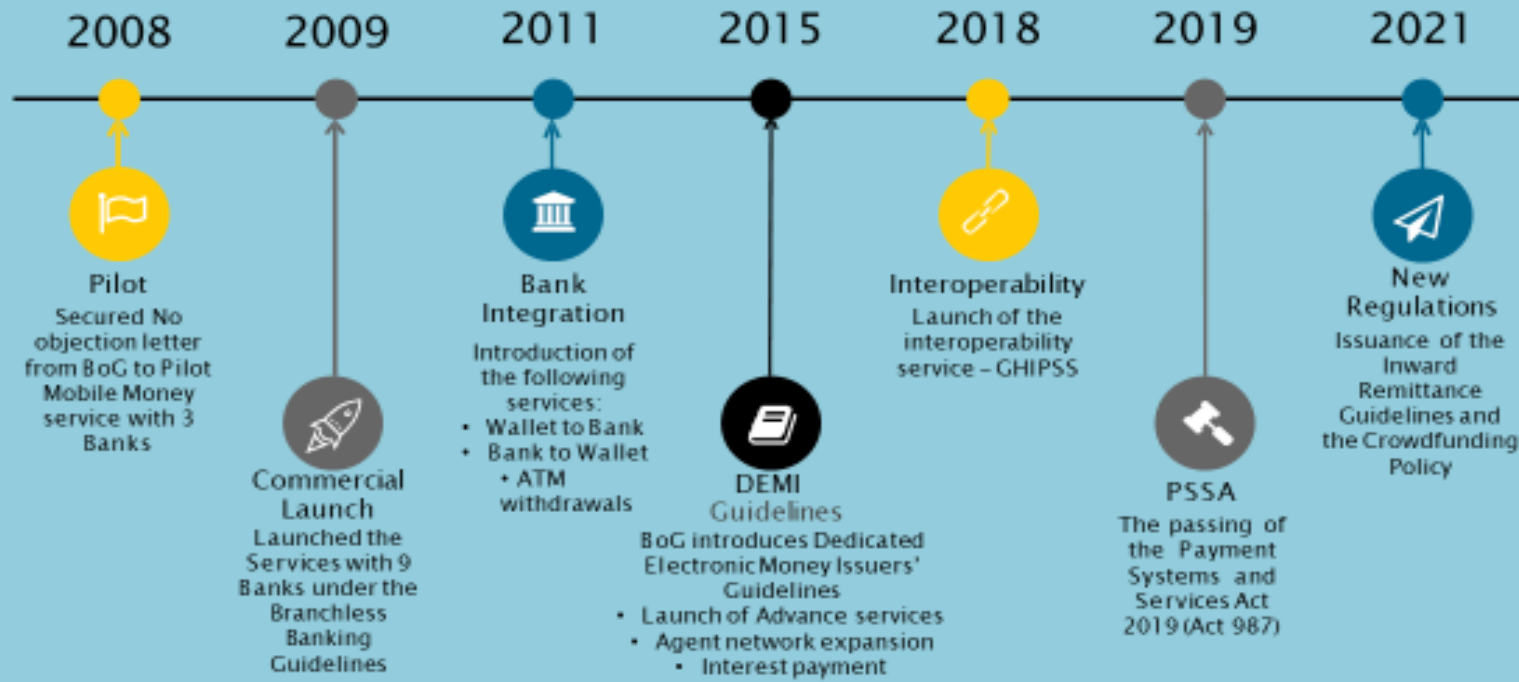 2008
2009
2011
2015
2018
2019
2021
Pilot
Secured No
objection letter
from BoG to Pilot
Mobile Money
service with 3
Banks
Commercial
Launch
Launched the
Services with 9
Banks under the
Branchless
Banking
Guidelines
Bank
Integration
Introduction of
the following
services:
• Wallet to Bank
• Bank to Wallet
• ATM
withdrawals
DEMI
Guidelines
BoG introduces Dedicated
Electronic Money Issuers'
Guidelines
• Launch of Advance services
• Agent network expansion
• Interest payment
Interoperability
Launch of the
interoperability
service – GHIPSS
PSSA
The passing of
the Payment
Systems and
Services Act
2019 (Act 987)
New
Regulations
Issuance of the
Inward
Remittance
Guidelines and
the Crowdfunding
Policy